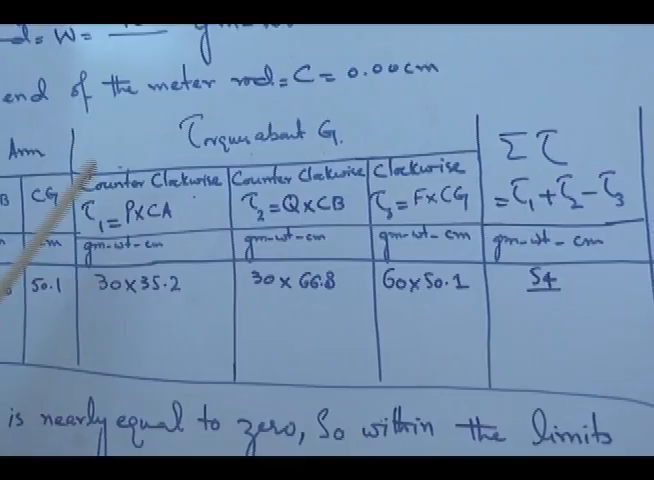 d = W =
end of the meter rod = C = 0.00cm
Arm
Torques about G.
Στ
= τ1 + τ2 - τ3
B CG
Counter Clockwise Counter Clockwise Clockwise
τ1 = P×CA τ2 = Q×CB τ3 = F×CG
m cm gm-wt-cm gm-wt-cm gm-wt-cm gm-wt-cm
50.1 30×35.2 30×66.8 60×50.1 54
is nearly equal to zero, So within the limits